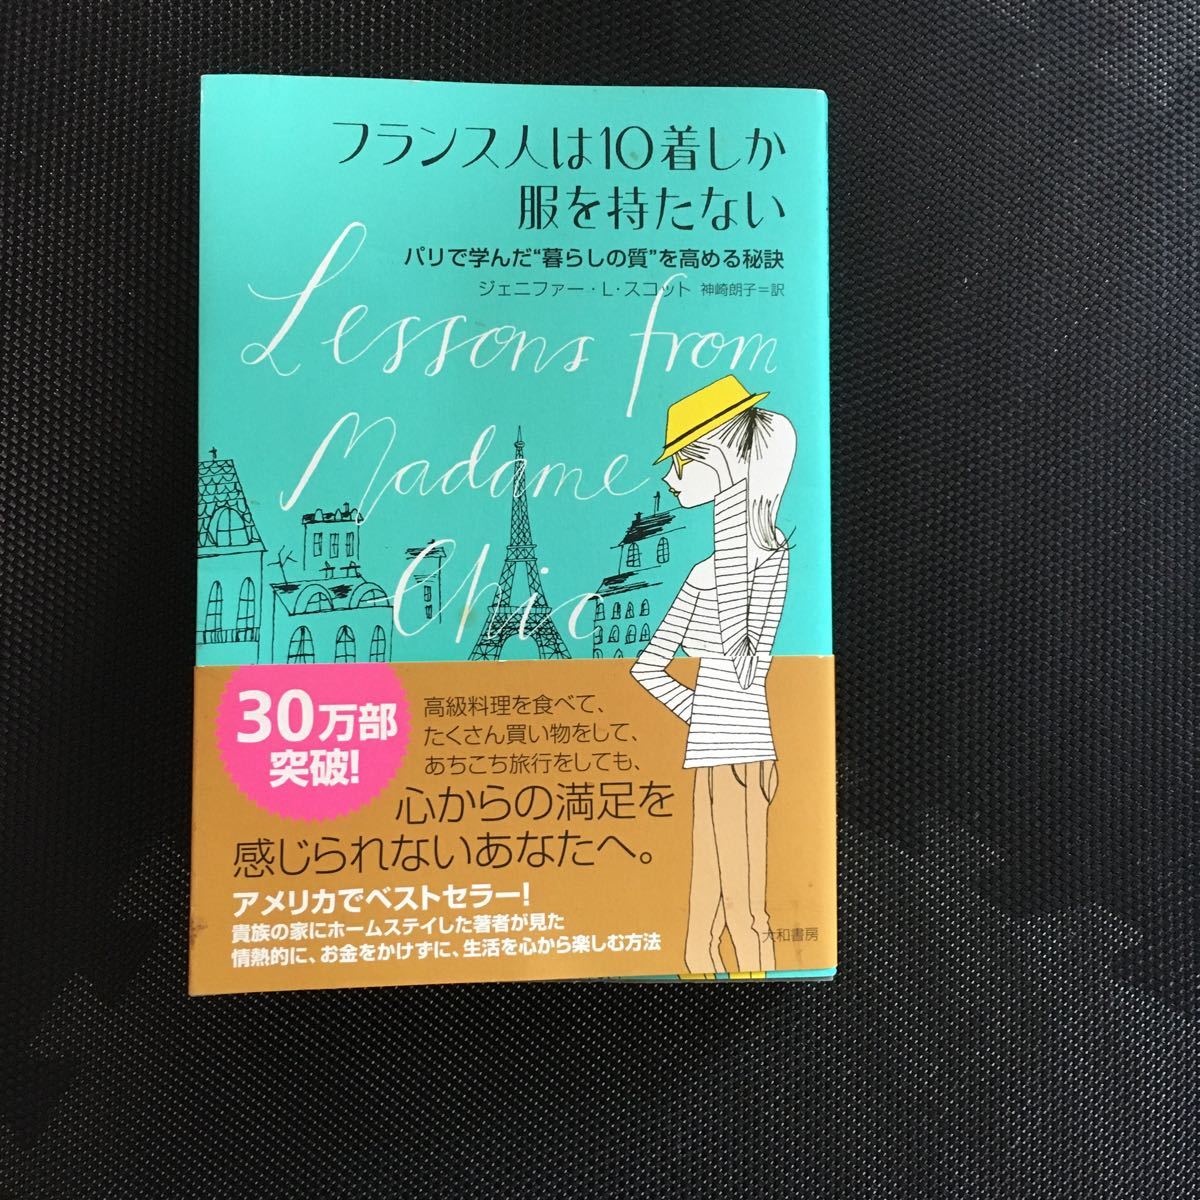 フランス人は10着しか
服を持たない
パリで学んだ“暮らしの質”を高める秘訣
ジェニファー・L・スコット 神崎朗子=訳
Lessons from
Madame
Chic
30万部
突破!
高級料理を食べて、
たくさん買い物をして、
あちこち旅行をしても、
心からの満足を
感じられないあなたへ。
アメリカでベストセラー!
貴族の家にホームステイした著者が見た
情熱的に、お金をかけずに、生活を心から楽しむ方法
大和書房